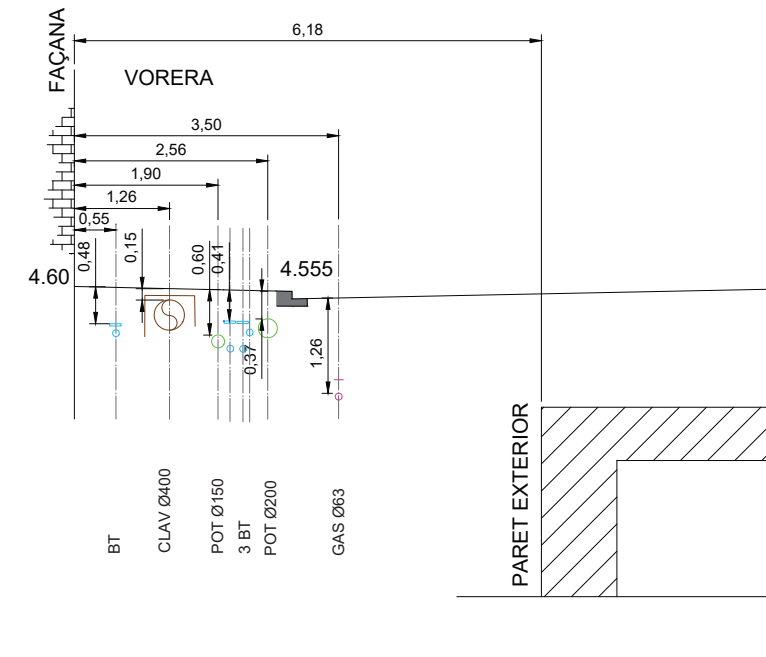 FAÇANA
6,18
VORERA
3,50
2,56
1,90
1,26
0,55
0,48
0,15
0,60
0,41
4.60
4.555
0,37
1,26
BT
CLAV Ø400
POT Ø150
3 BT
POT Ø200
GAS Ø63
PARET EXTERIOR